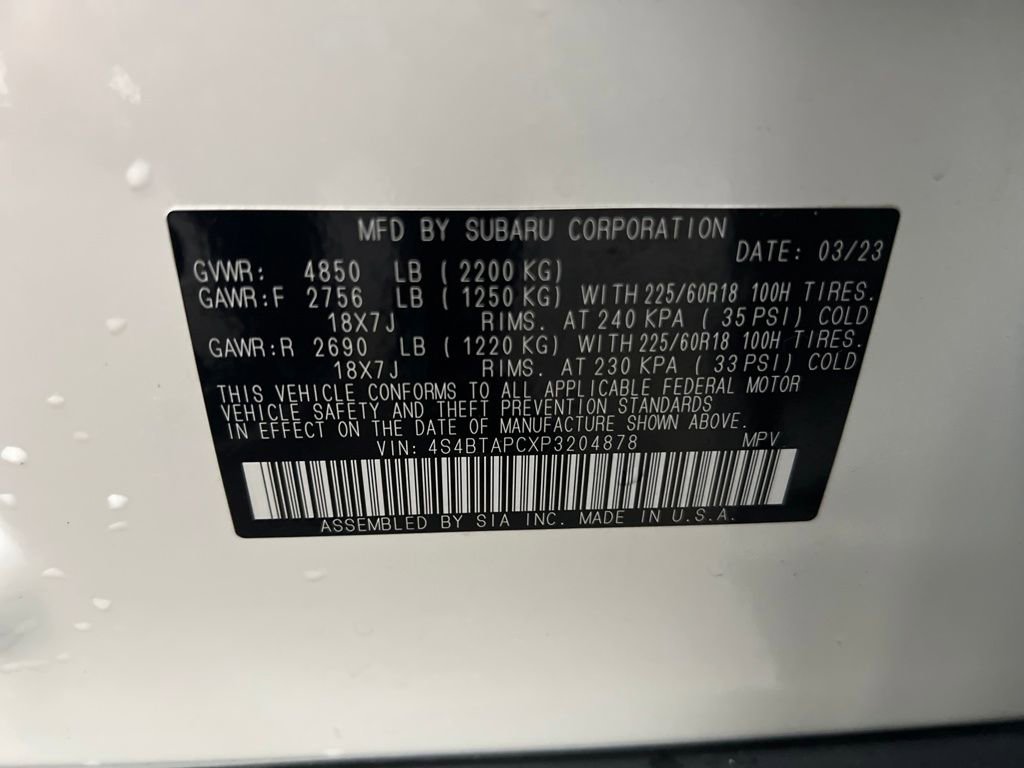 MFD BY SUBARU CORPORATION
DATE: 03/23
GVWR: 4850 LB ( 2200 KG)
GAWR:F 2756 LB ( 1250 KG) WITH 225/60R18 100H TIRES.
18X7J RIMS. AT 240 KPA ( 35 PSI) COLD
GAWR:R 2690 LB ( 1220 KG) WITH 225/60R18 100H TIRES.
18X7J RIMS. AT 230 KPA ( 33 PSI) COLD
THIS VEHICLE CONFORMS TO ALL APPLICABLE FEDERAL MOTOR
VEHICLE SAFETY AND THEFT PREVENTION STANDARDS
IN EFFECT ON THE DATE OF MANUFACTURE SHOWN ABOVE.
VIN: 4S4BTAPCXP3204878 MPV
ASSEMBLED BY SIA INC. MADE IN U.S.A.